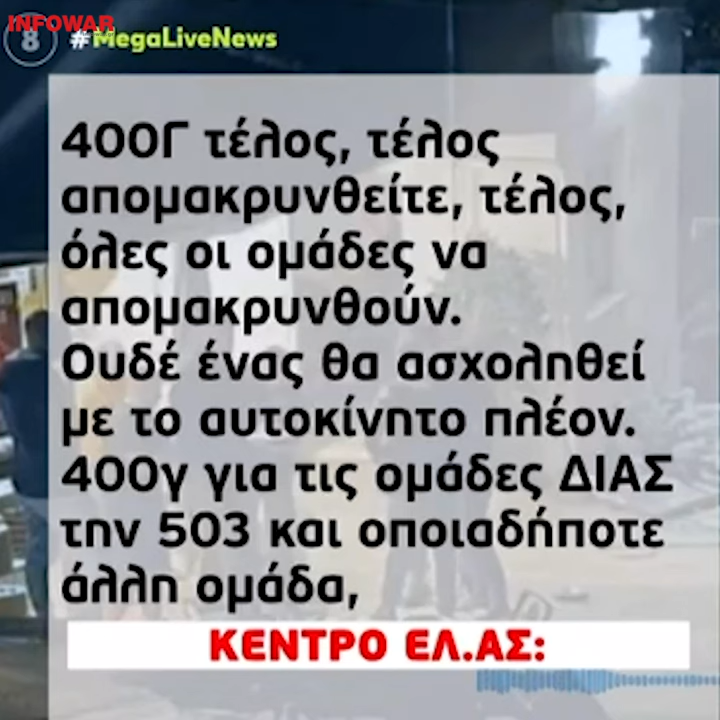 INFOWAR
8 #MegaLiveNews
400Γ τέλος, τέλος
απομακρυνθείτε, τέλος,
όλες οι ομάδες να
απομακρυνθούν.
Ουδέ ένας θα ασχοληθεί
με το αυτοκίνητο πλέον.
400γ για τις ομάδες ΔΙΑΣ
την 503 και οποιαδήποτε
άλλη ομάδα,
ΚΕΝΤΡΟ ΕΛ.ΑΣ: